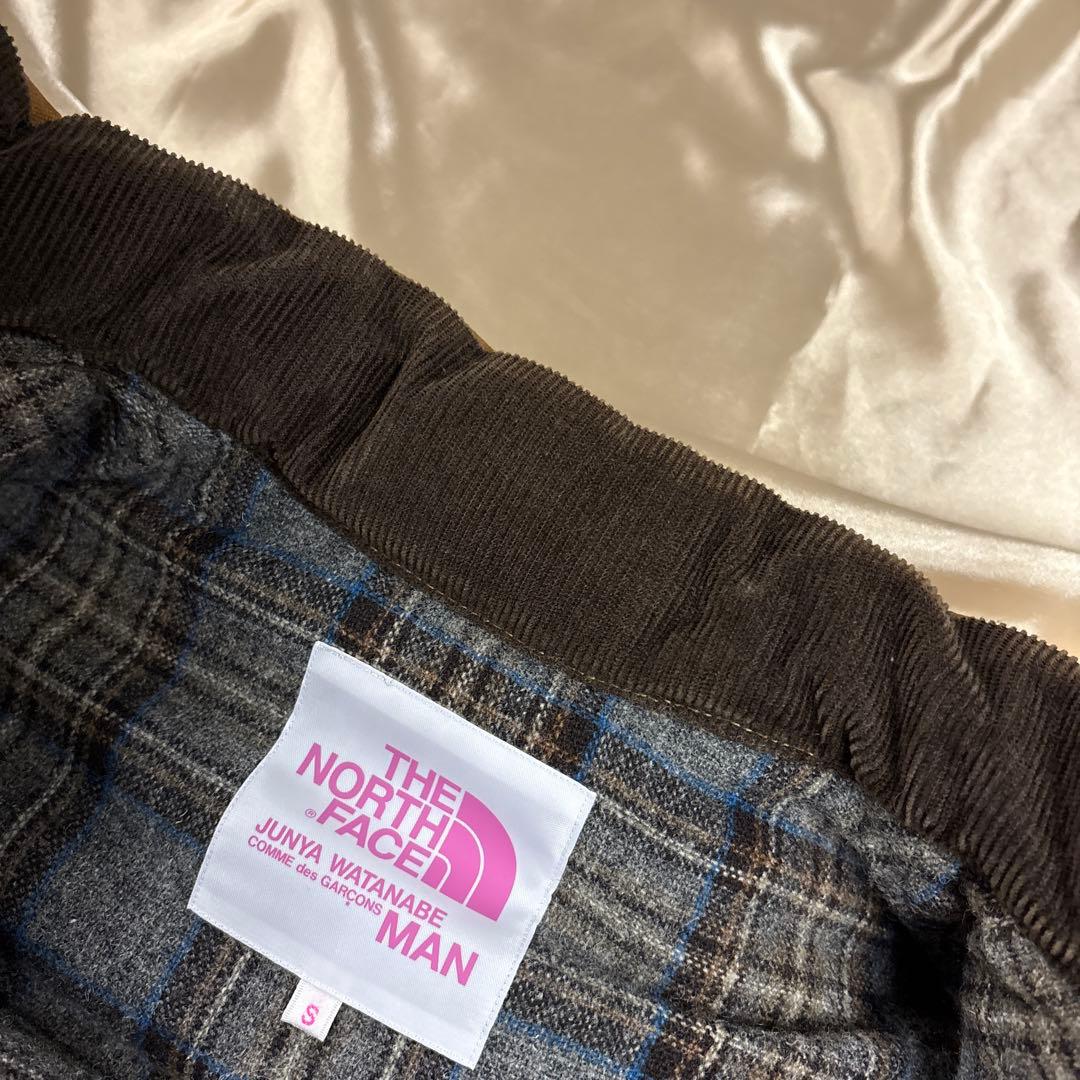 THE
NORTH
® FACE
JUNYA WATANABE
COMME des GARÇONS
MAN
S